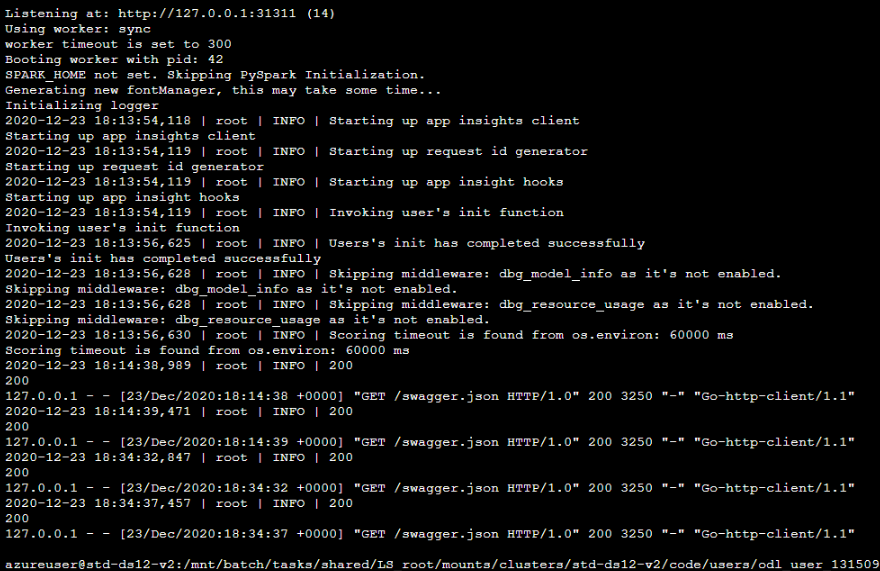 Listening at: http://127.0.0.1:31311 (14)
Using worker: sync
worker timeout is set to 300
Booting worker with pid: 42
SPARK_HOME not set. Skipping PySpark Initialization.
Generating new fontManager, this may take some time...
Initializing logger
2020-12-23 18:13:54,118 | root | INFO | Starting up app insights client
Starting up app insights client
2020-12-23 18:13:54,119 | root | INFO | Starting up request id generator
Starting up request id generator
2020-12-23 18:13:54,119 | root | INFO | Starting up app insight hooks
Starting up app insight hooks
2020-12-23 18:13:54,119 | root | INFO | Invoking user's init function
Invoking user's init function
2020-12-23 18:13:56,625 | root | INFO | Users's init has completed successfully
Users's init has completed successfully
2020-12-23 18:13:56,628 | root | INFO | Skipping middleware: dbg_model_info as it's not enabled.
Skipping middleware: dbg_model_info as it's not enabled.
2020-12-23 18:13:56,628 | root | INFO | Skipping middleware: dbg_resource_usage as it's not enabled.
Skipping middleware: dbg_resource_usage as it's not enabled.
2020-12-23 18:13:56,630 | root | INFO | Scoring timeout is found from os.environ: 60000 ms
Scoring timeout is found from os.environ: 60000 ms
2020-12-23 18:14:38,989 | root | INFO | 200
200
127.0.0.1 - - [23/Dec/2020:18:14:38 +0000] "GET /swagger.json HTTP/1.0" 200 3250 "-" "Go-http-client/1.1"
2020-12-23 18:14:39,471 | root | INFO | 200
200
127.0.0.1 - - [23/Dec/2020:18:14:39 +0000] "GET /swagger.json HTTP/1.0" 200 3250 "-" "Go-http-client/1.1"
2020-12-23 18:34:32,847 | root | INFO | 200
200
127.0.0.1 - - [23/Dec/2020:18:34:32 +0000] "GET /swagger.json HTTP/1.0" 200 3250 "-" "Go-http-client/1.1"
2020-12-23 18:34:37,457 | root | INFO | 200
200
127.0.0.1 - - [23/Dec/2020:18:34:37 +0000] "GET /swagger.json HTTP/1.0" 200 3250 "-" "Go-http-client/1.1"
azureuser@std-ds12-v2:/mnt/batch/tasks/shared/LS_root/mounts/clusters/std-ds12-v2/code/users/odl_user_131509